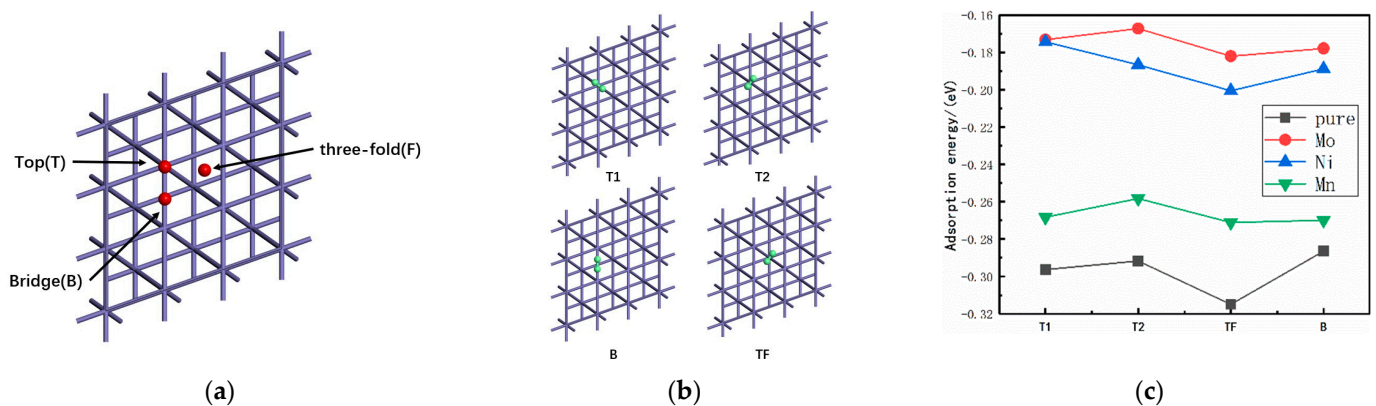 Top(T)
three-fold(F)
Bridge(B)
(a)
T1
T2
B
TF
(b)
Adsorption energy/(eV)
-0.16
-0.18
-0.20
-0.22
-0.24
-0.26
-0.28
-0.30
-0.32
pure
Mo
Ni
Mn
T1
T2
TF
B
(c)